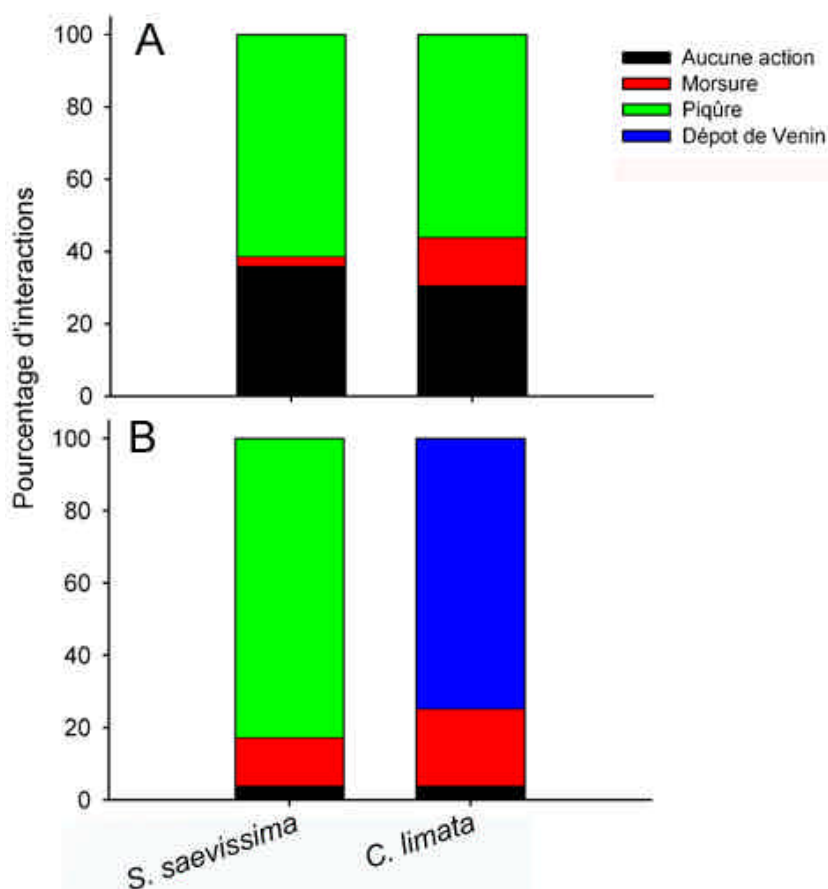 A
100
80
60
40
20
0
Aucune action
Morsure
Piqûre
Dépot de Venin
Pourcentage d'interactions
B
100
80
60
40
20
0
S. saevissima
C. limata